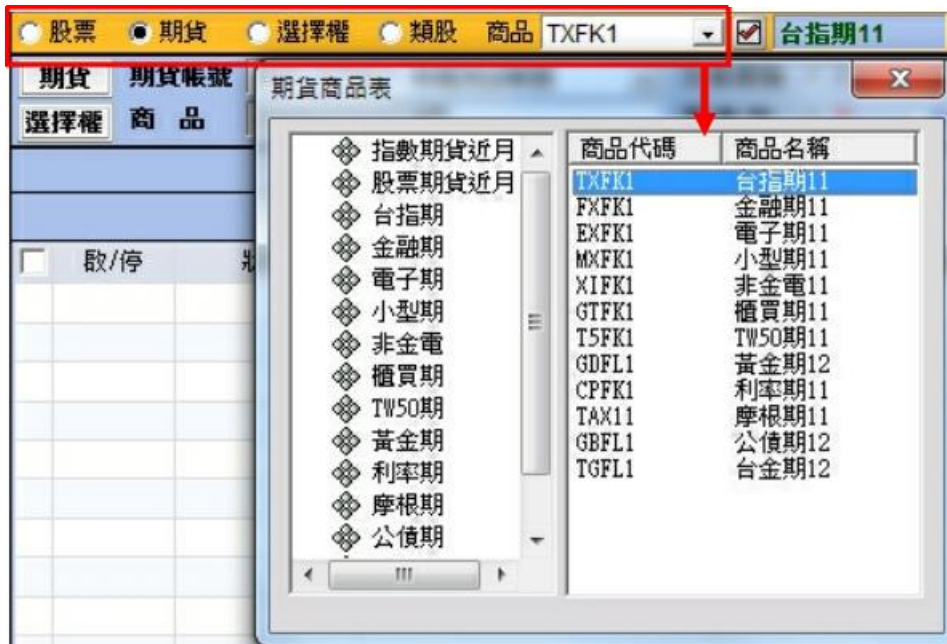 股票 期貨 選擇權 類股 商品 TXFK1 台指期11
期貨 期貨帳號
選擇權 商 品
啟/停
期貨商品表
指數期貨近月
股票期貨近月
台指期
金融期
電子期
小型期
非金電
櫃買期
TW50期
黃金期
利率期
摩根期
公債期
商品代碼 商品名稱
TXFK1 台指期11
FXFK1 金融期11
EXFK1 電子期11
MXFK1 小型期11
XIFK1 非金電11
GTFK1 櫃買期11
T5FK1 TW50期11
GDFL1 黃金期12
CPFK1 利率期11
TAX11 摩根期11
GBFL1 公債期12
TGFL1 台金期12